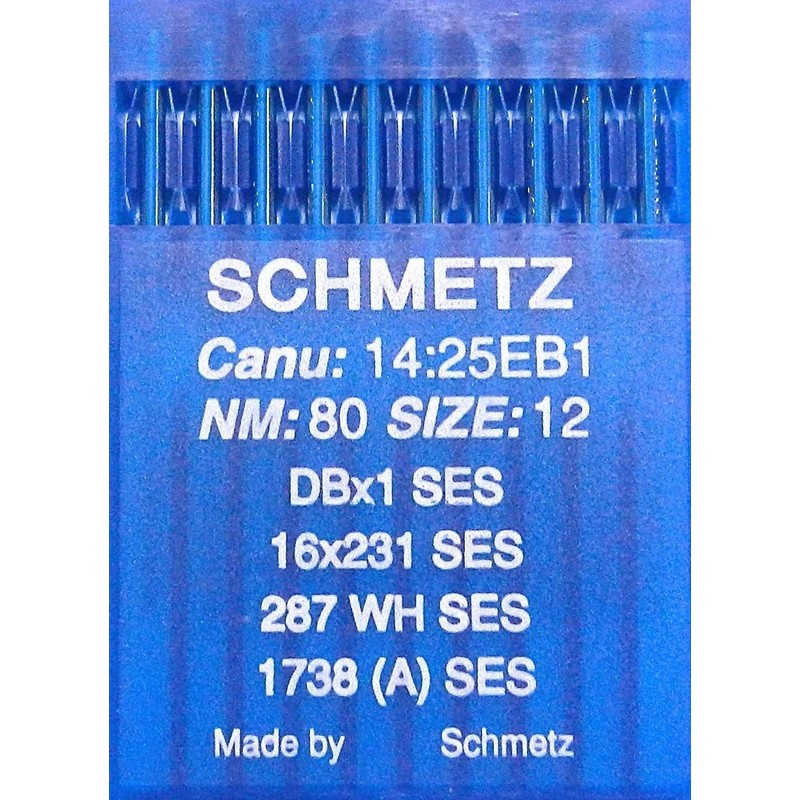 SCHMETZ
Canu: 14:25EB1
NM: 80 SIZE: 12
DBx1 SES
16x231 SES
287 WH SES
1738 (A) SES
Made by Schmetz